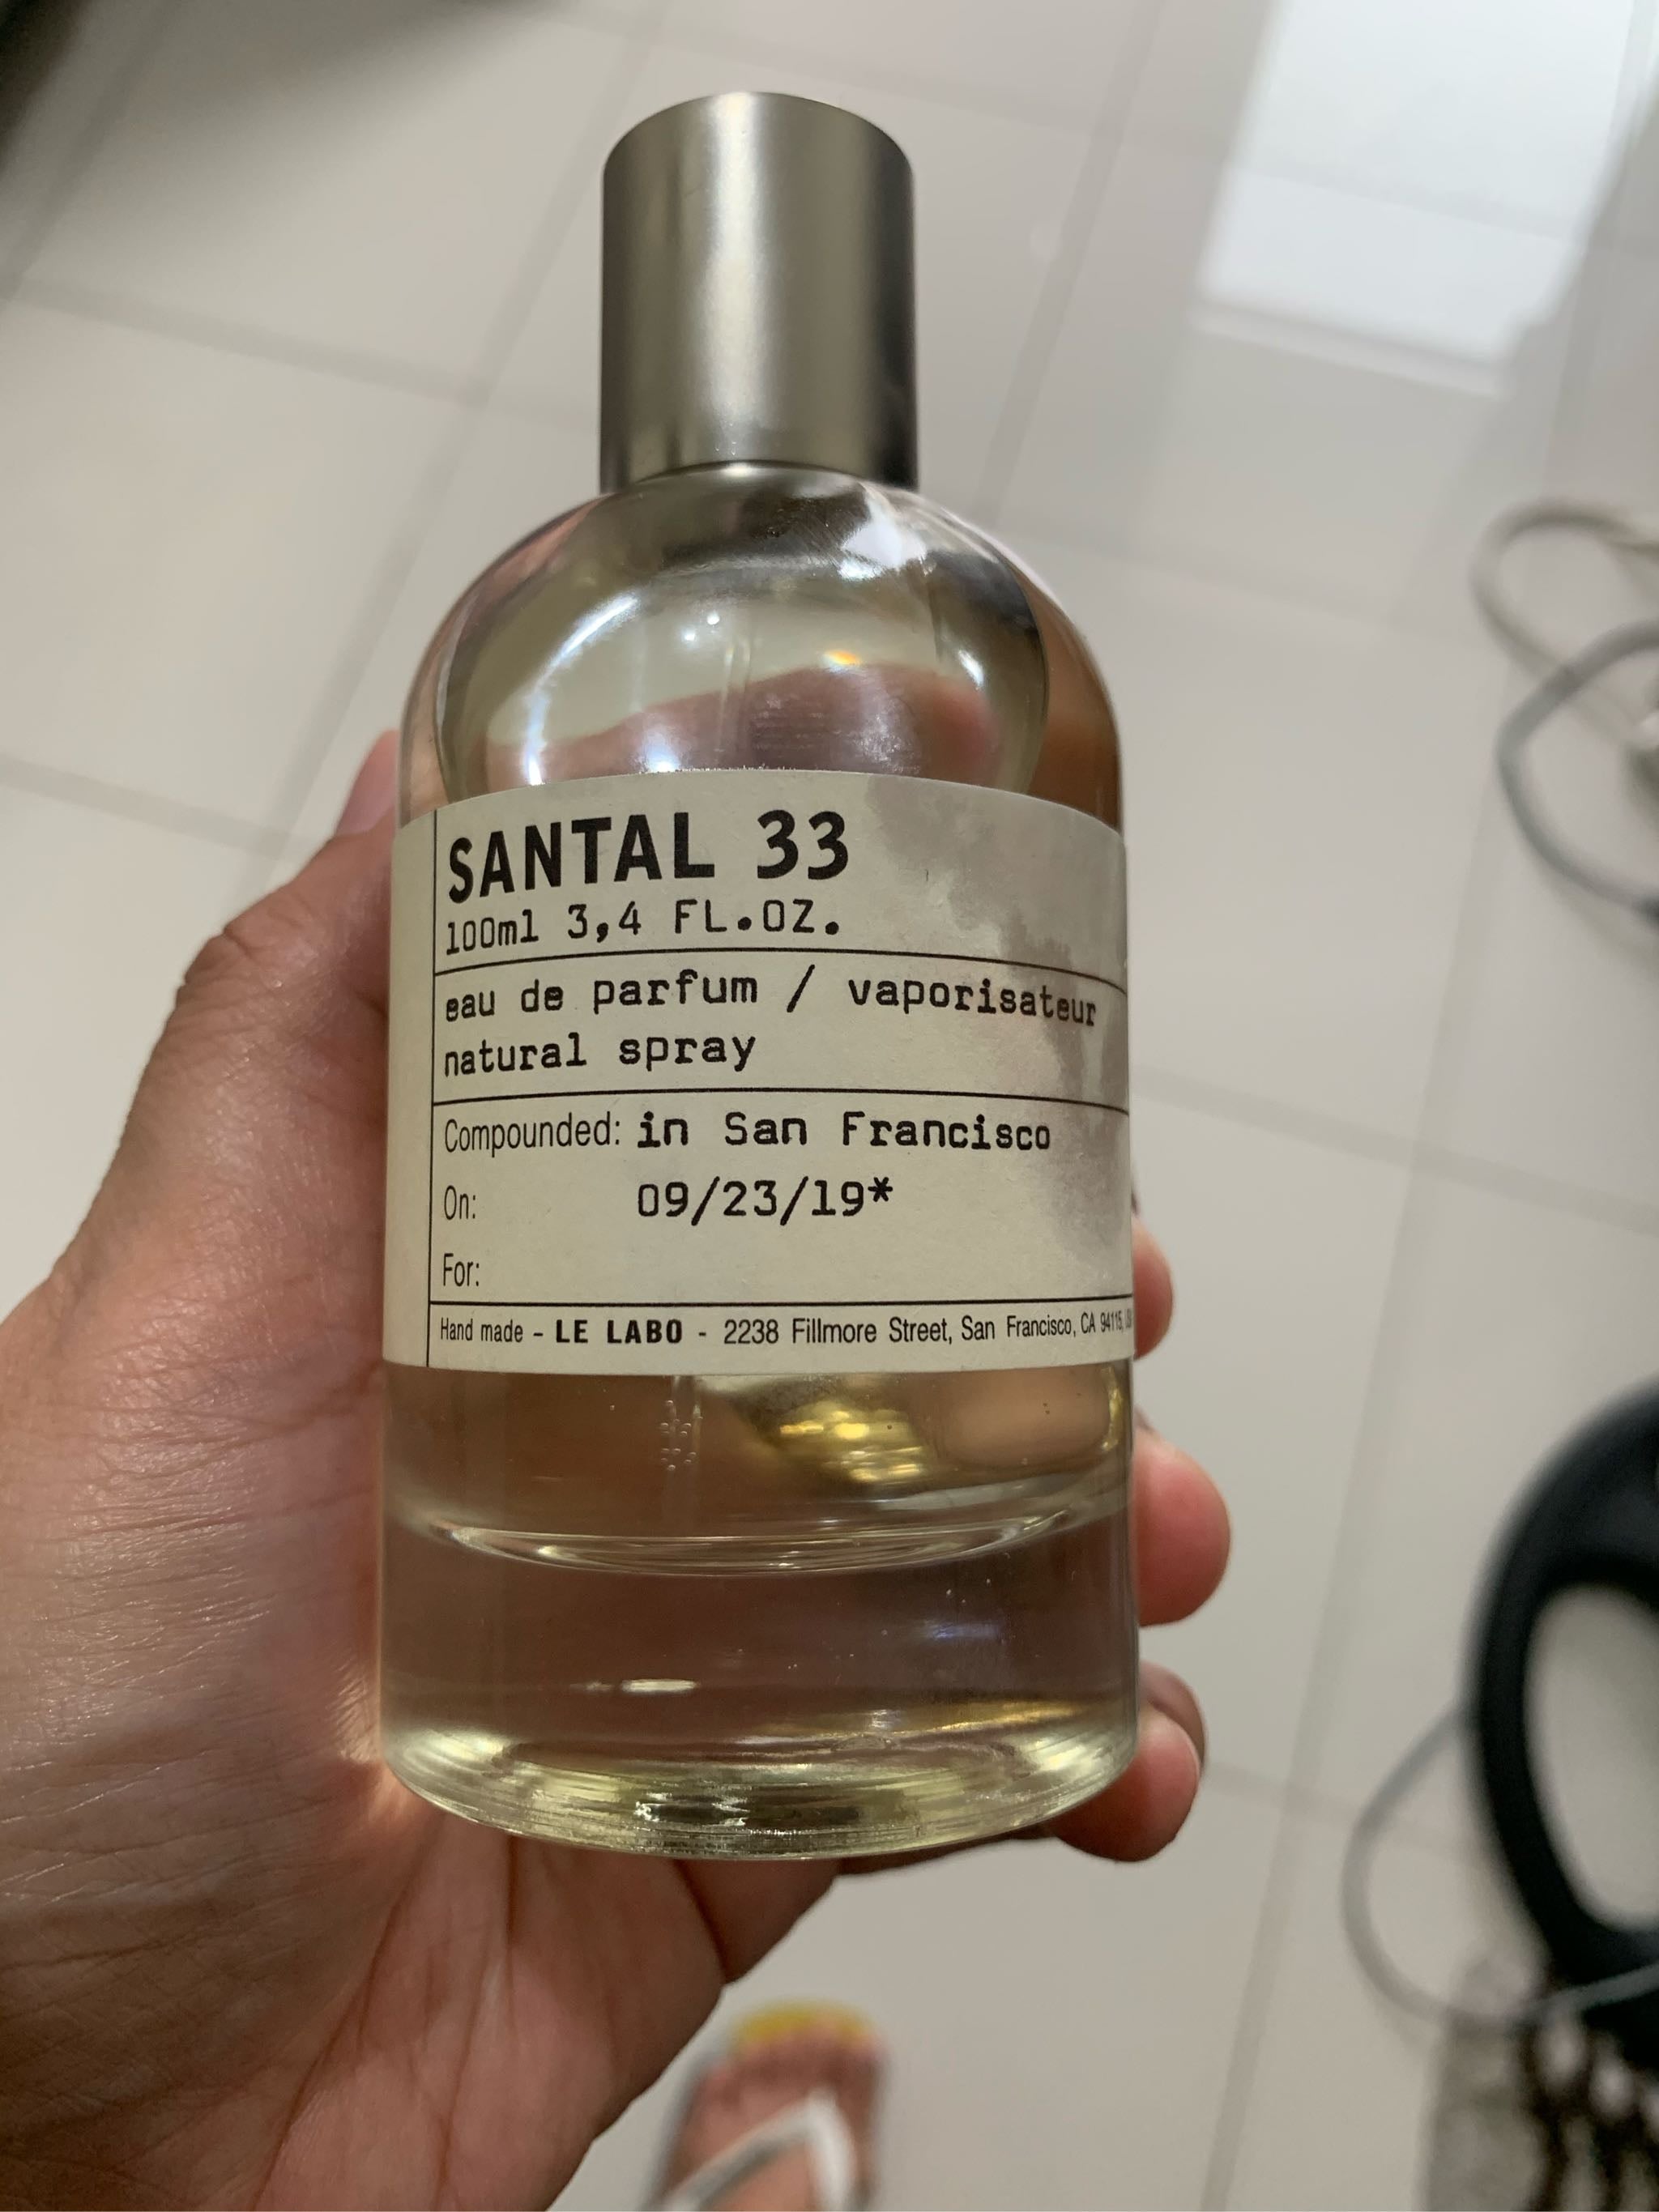 SANTAL 33
100ml 3,4 FL.OZ.
eau de parfum / vaporisateur
natural spray
Compounded: in San Francisco
On: 09/23/19*
For:
Hand made - LE LABO - 2238 Fillmore Street, San Francisco, CA 94115,